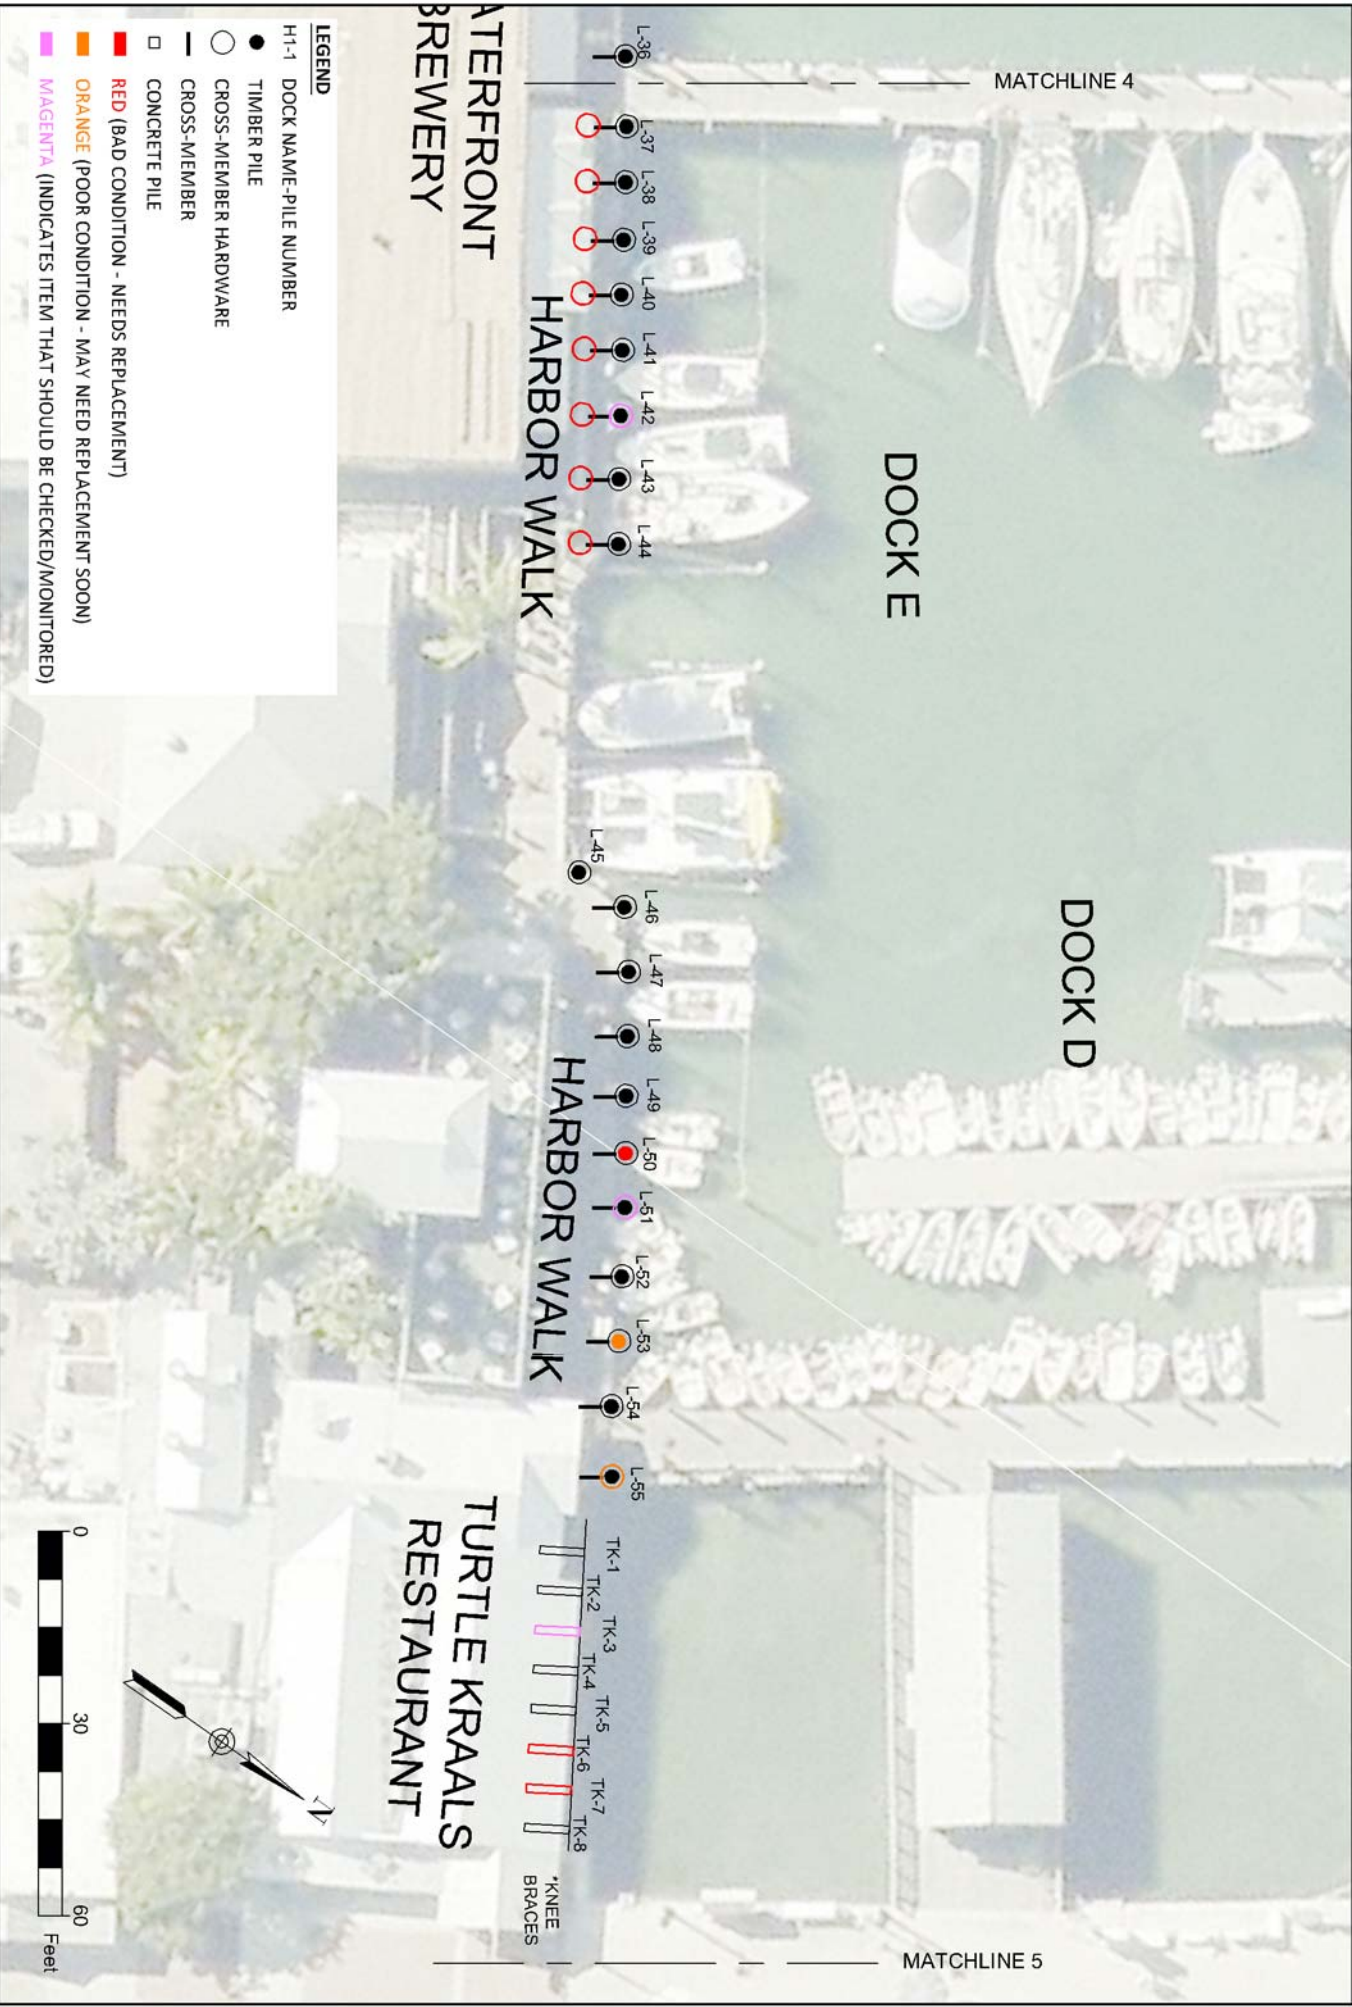 MATCHLINE 4
L-36
L-37
L-38
L-39
L-40
L-41
L-42
L-43
L-44
L-45
L-46
L-47
L-48
L-49
L-50
L-51
L-52
L-53
L-54
L-55
DOCK E
DOCK D
ATERFRONT
BREWERY
HARBOR WALK
HARBOR WALK
TK-1
TK-2
TK-3
TK-4
TK-5
TK-6
TK-7
TK-8
*KNEE
BRACES
TURTLE KRAALS
RESTAURANT
MATCHLINE 5
LEGEND
H1-1 DOCK NAME-PILE NUMBER
TIMBER PILE
CROSS-MEMBER HARDWARE
CROSS-MEMBER
CONCRETE PILE
RED (BAD CONDITION - NEEDS REPLACEMENT)
ORANGE (POOR CONDITION - MAY NEED REPLACEMENT SOON)
MAGENTA (INDICATES ITEM THAT SHOULD BE CHECKED/MONITORED)
N
0 30 60
Feet